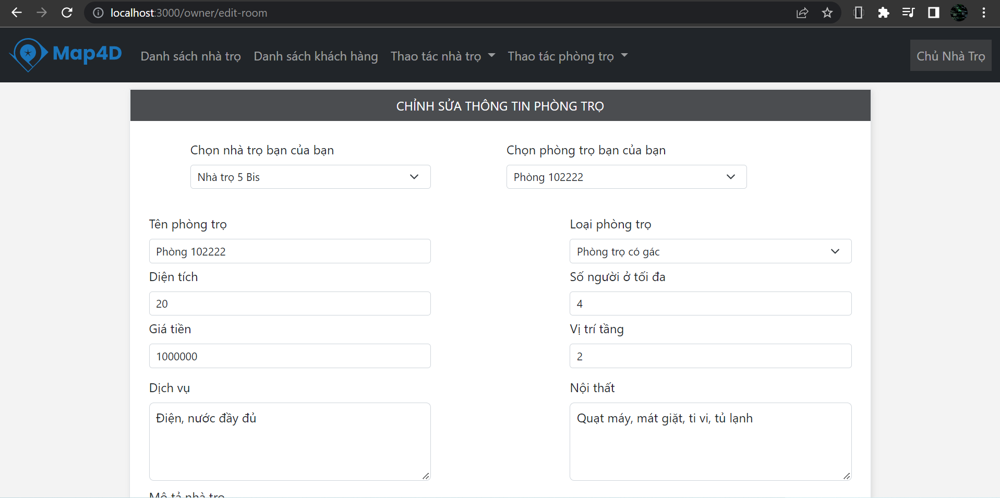 localhost:3000/owner/edit-room
Map4D Danh sách nhà trọ Danh sách khách hàng Thao tác nhà trọ Thao tác phòng trọ Chủ Nhà Trọ
CHỈNH SỬA THÔNG TIN PHÒNG TRỌ
Chọn nhà trọ bạn của bạn Chọn phòng trọ bạn của bạn
Nhà trọ 5 Bis Phòng 102222
Tên phòng trọ Loại phòng trọ
Phòng 102222 Phòng trọ có gác
Diện tích Số người ở tối đa
20 4
Giá tiền Vị trí tầng
1000000 2
Dịch vụ Nội thất
Điện, nước đầy đủ Quạt máy, mát giặt, ti vi, tủ lạnh
Mô tả nhà trọ